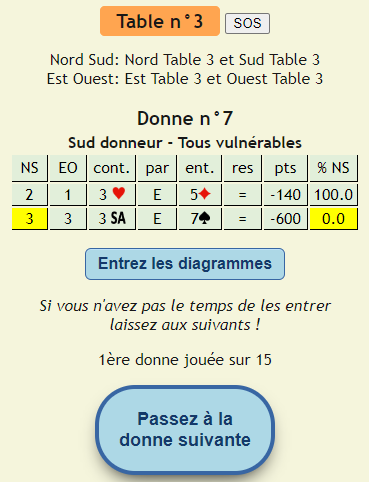 Table n°3 SOS
Nord Sud: Nord Table 3 et Sud Table 3
Est Ouest: Est Table 3 et Ouest Table 3
Donne n°7
Sud donneur - Tous vulnérables
NS EO cont. par ent. res pts % NS
2 1 3 ♥ E 5♦ = -140 100.0
3 3 3 SA E 7♠ = -600 0.0
Entrez les diagrammes
Si vous n'avez pas le temps de les entrer
laissez aux suivants !
1ère donne jouée sur 15
Passez à la
donne suivante